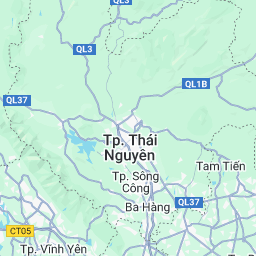 QL3
QL3
QL1B
QL37
Tp. Thái
Nguyên
Tam Tiến
Tp. Sông
Công
QL37
Ba Hàng
CT05
Tp. Vĩnh Yên